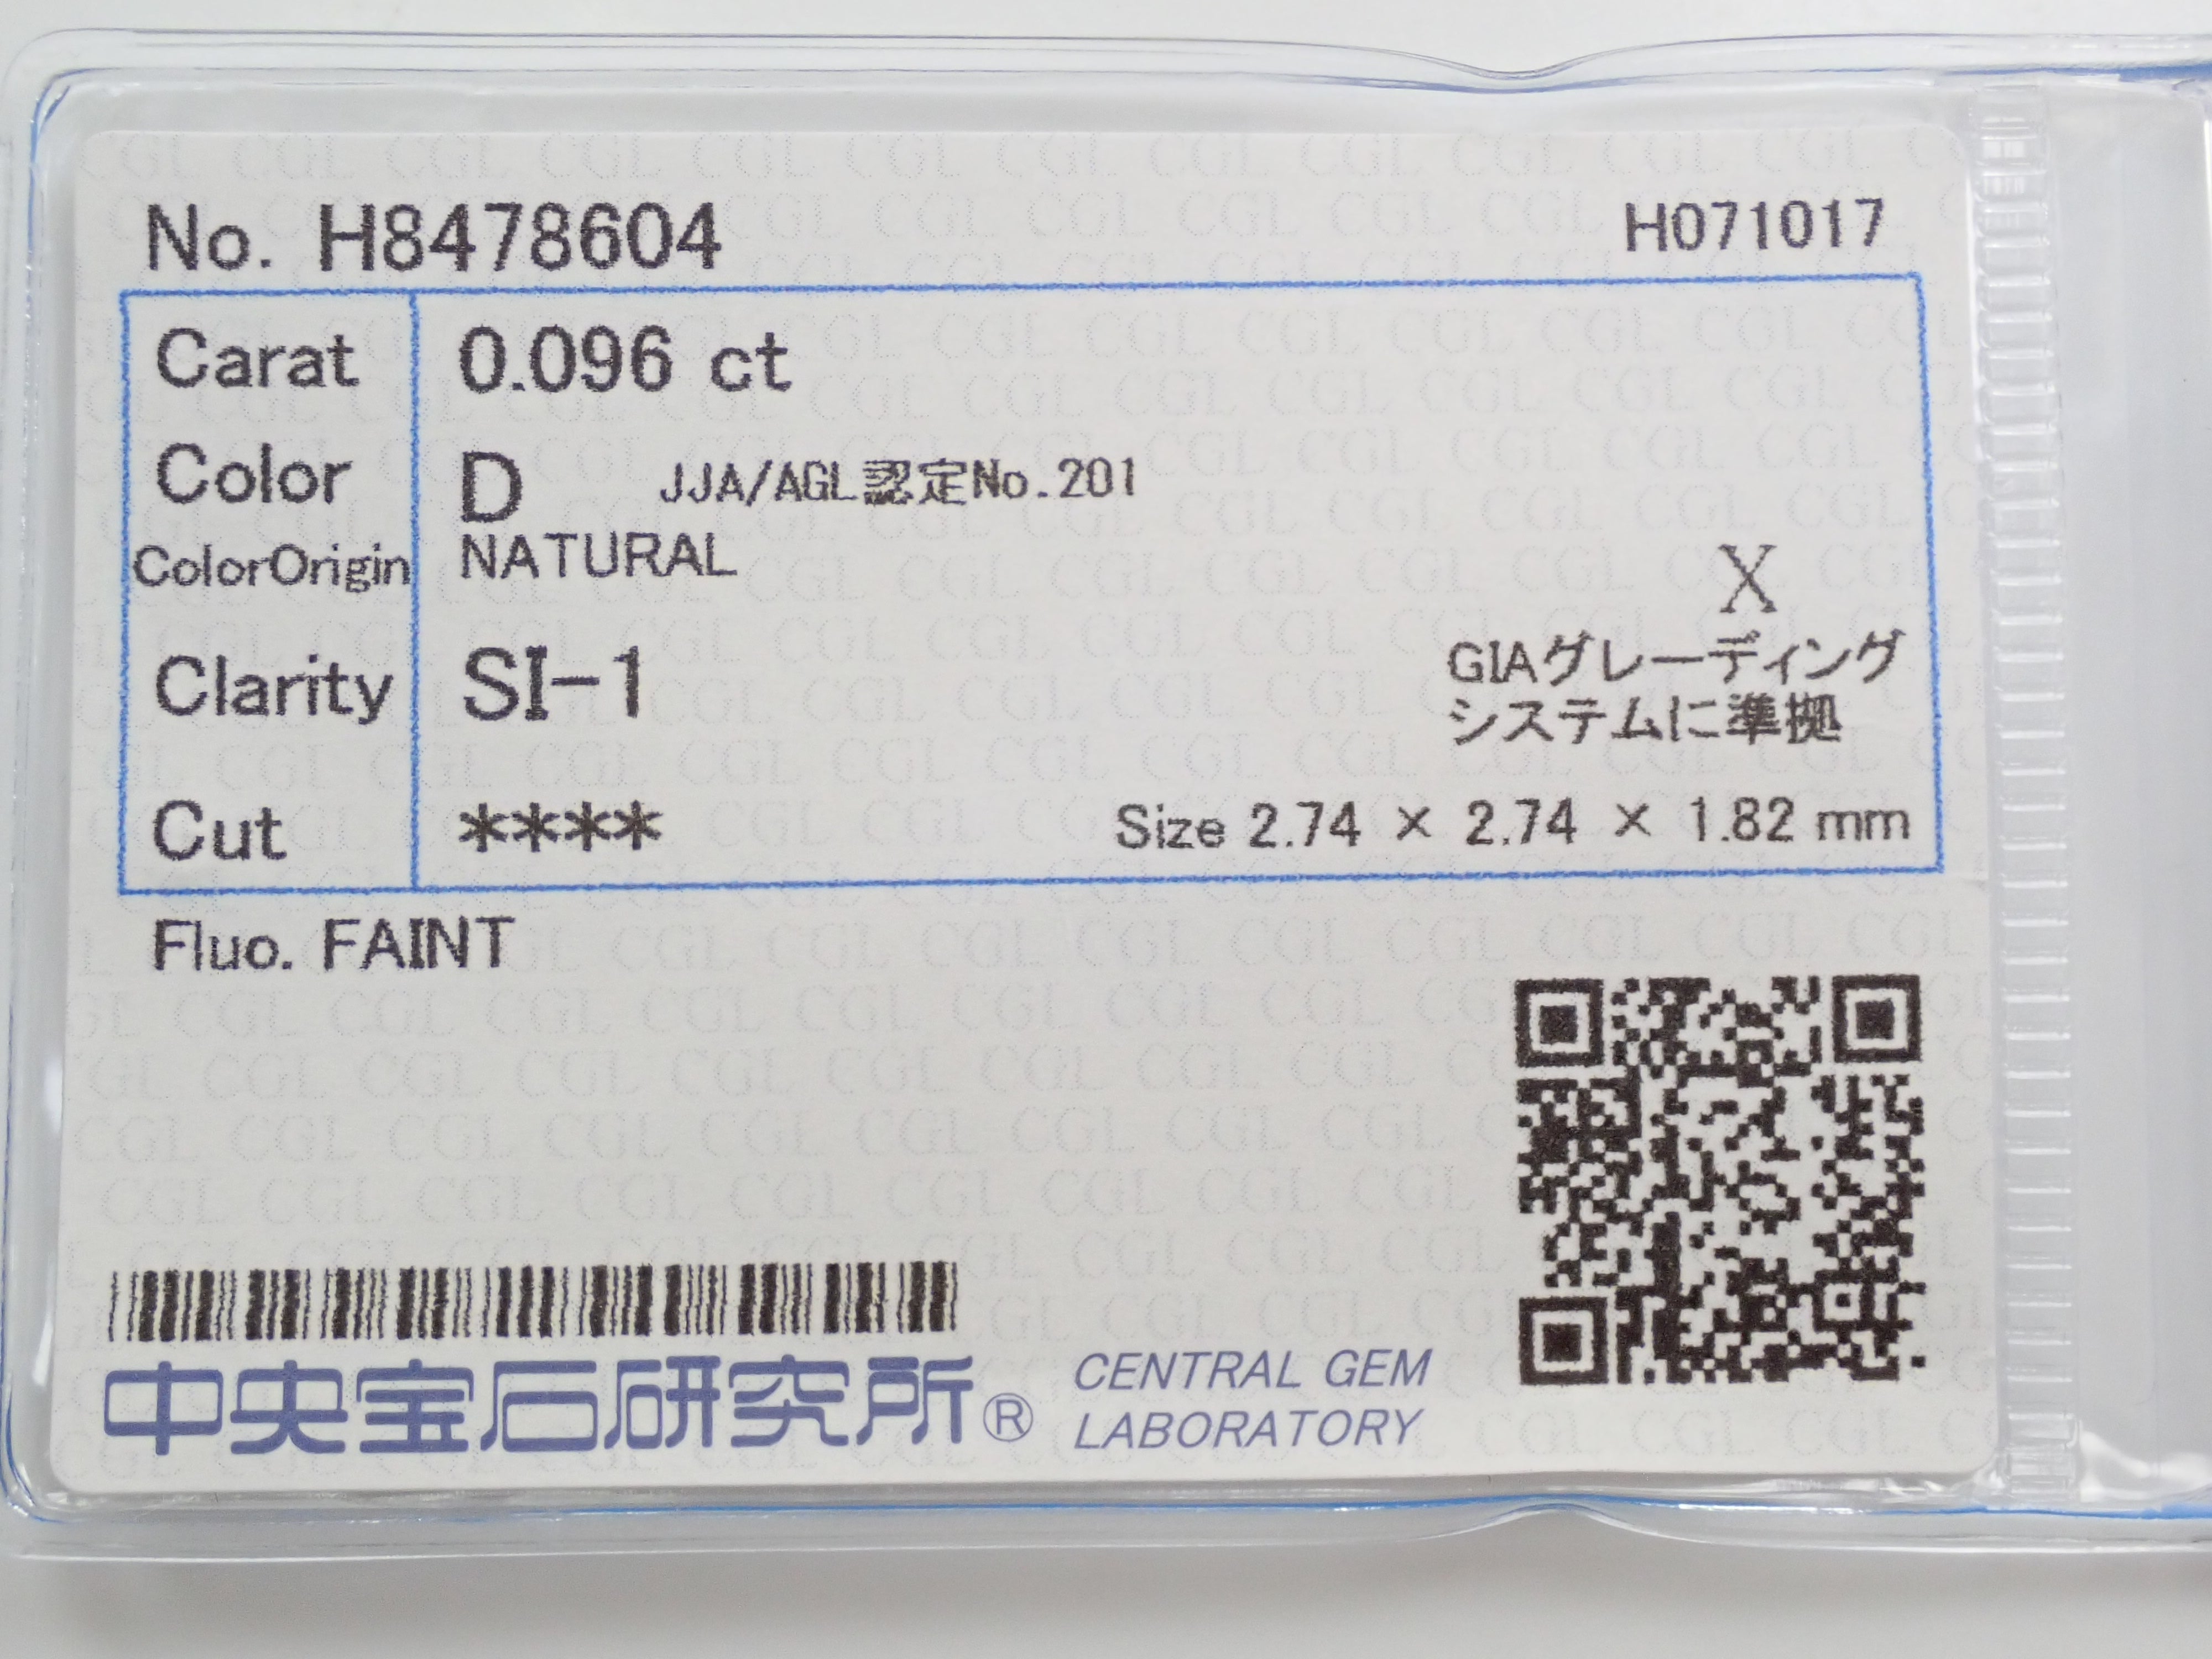 No. H8478604 H071017
Carat 0.096 ct
Color D JJA/AGL認定No.201
ColorOrigin NATURAL
X
Clarity SI-1
GIAグレーディング
システムに準拠
Cut **** Size 2.74 × 2.74 × 1.82 mm
Fluo. FAINT
中央宝石研究所® CENTRAL GEM
LABORATORY